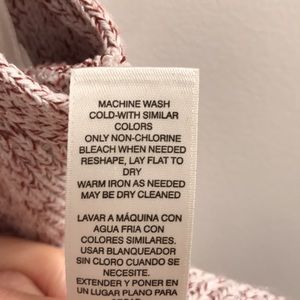 MACHINE WASH
COLD-WITH SIMILAR
COLORS
ONLY NON-CHLORINE
BLEACH WHEN NEEDED
RESHAPE, LAY FLAT TO
DRY
WARM IRON AS NEEDED
MAY BE DRY CLEANED
LAVAR A MÁQUINA CON
AGUA FRIA CON
COLORES SIMILARES.
USAR BLANQUEADOR
SIN CLORO CUANDO SE
NECESITE.
EXTENDER Y PONER EN
UN LUGAR PLANO PARA